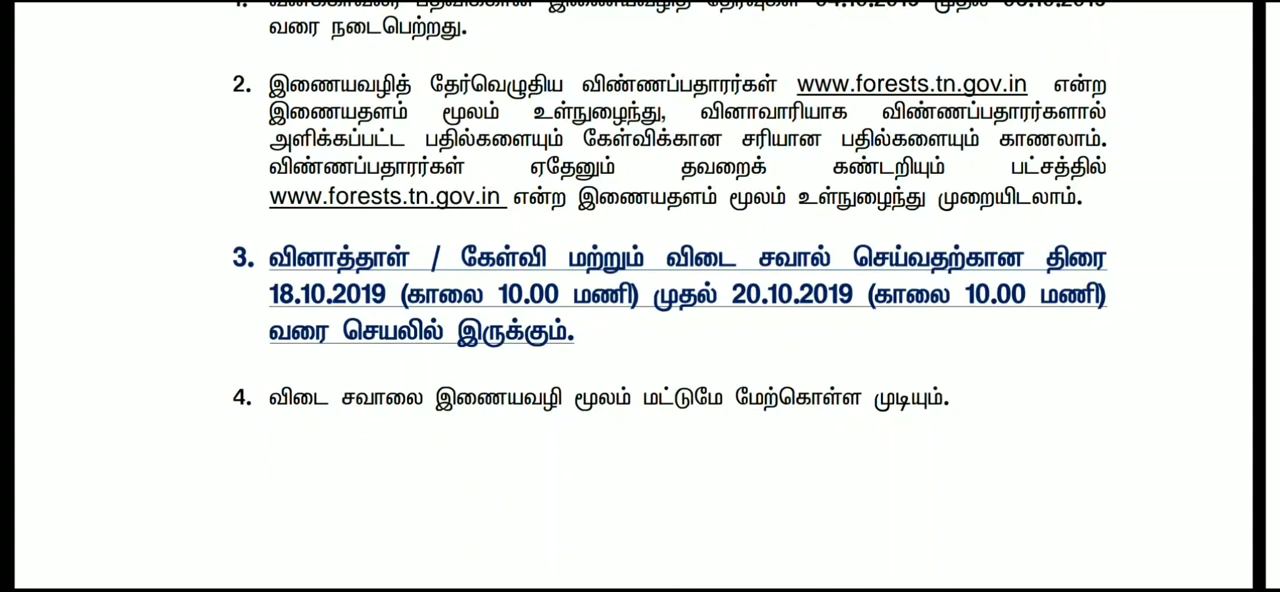 வரை நடைபெற்றது.
2. இணையவழித் தேர்வெழுதிய விண்ணப்பதாரர்கள் www.forests.tn.gov.in என்ற
இணையதளம் மூலம் உள்நுழைந்து, வினாவாரியாக விண்ணப்பதாரர்களால்
அளிக்கப்பட்ட பதில்களையும் கேள்விக்கான சரியான பதில்களையும் காணலாம்.
விண்ணப்பதாரர்கள் ஏதேனும் தவறைக் கண்டறியும் பட்சத்தில்
www.forests.tn.gov.in என்ற இணையதளம் மூலம் உள்நுழைந்து முறையிடலாம்.
3. வினாத்தாள் / கேள்வி மற்றும் விடை சவால் செய்வதற்கான திரை
18.10.2019 (காலை 10.00 மணி) முதல் 20.10.2019 (காலை 10.00 மணி)
வரை செயலில் இருக்கும்.
4. விடை சவாலை இணையவழி மூலம் மட்டுமே மேற்கொள்ள முடியும்.